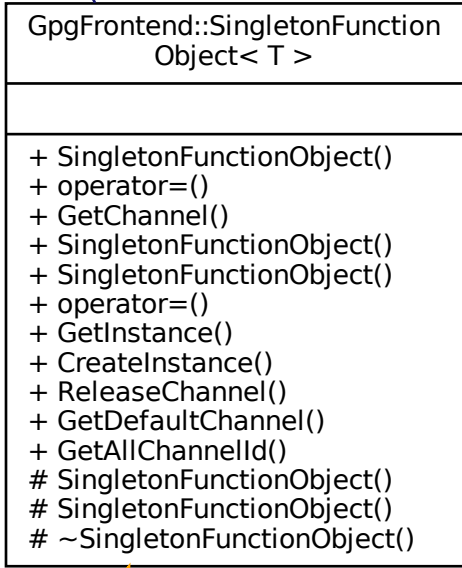 GpgFrontend::SingletonFunction
Object< T >
+ SingletonFunctionObject()
+ operator=()
+ GetChannel()
+ SingletonFunctionObject()
+ SingletonFunctionObject()
+ operator=()
+ GetInstance()
+ CreateInstance()
+ ReleaseChannel()
+ GetDefaultChannel()
+ GetAllChannelId()
# SingletonFunctionObject()
# SingletonFunctionObject()
# ~SingletonFunctionObject()